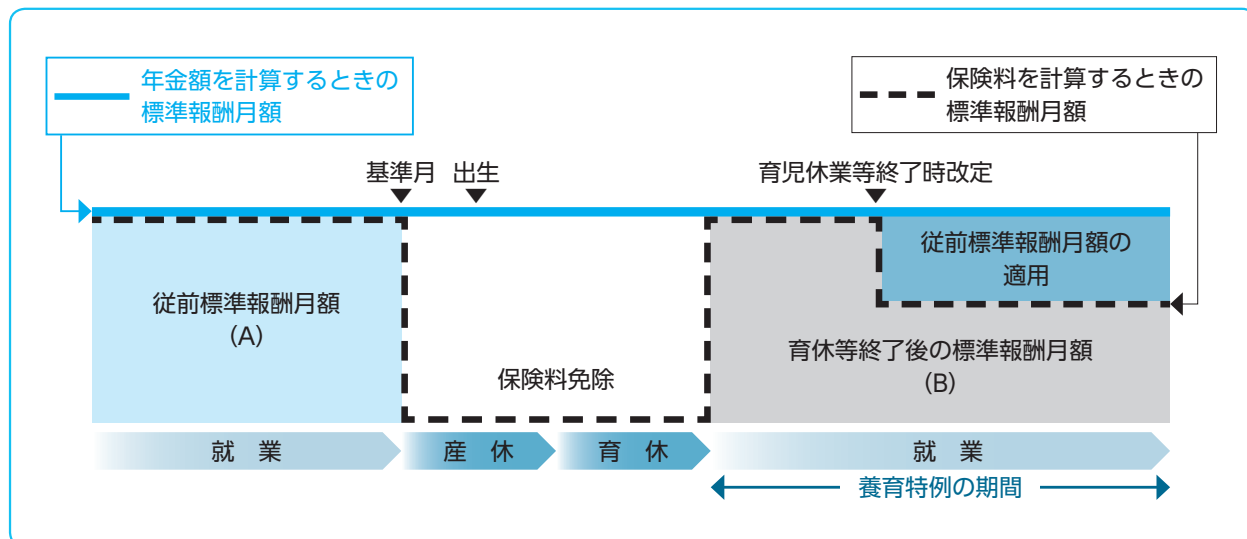 年金額を計算するときの
標準報酬月額
保険料を計算するときの
標準報酬月額
基準月
出生
育児休業等終了時改定
従前標準報酬月額
(A)
保険料免除
従前標準報酬月額の
適用
育休等終了後の標準報酬月額
(B)
就 業
産 休
育 休
就 業
養育特例の期間